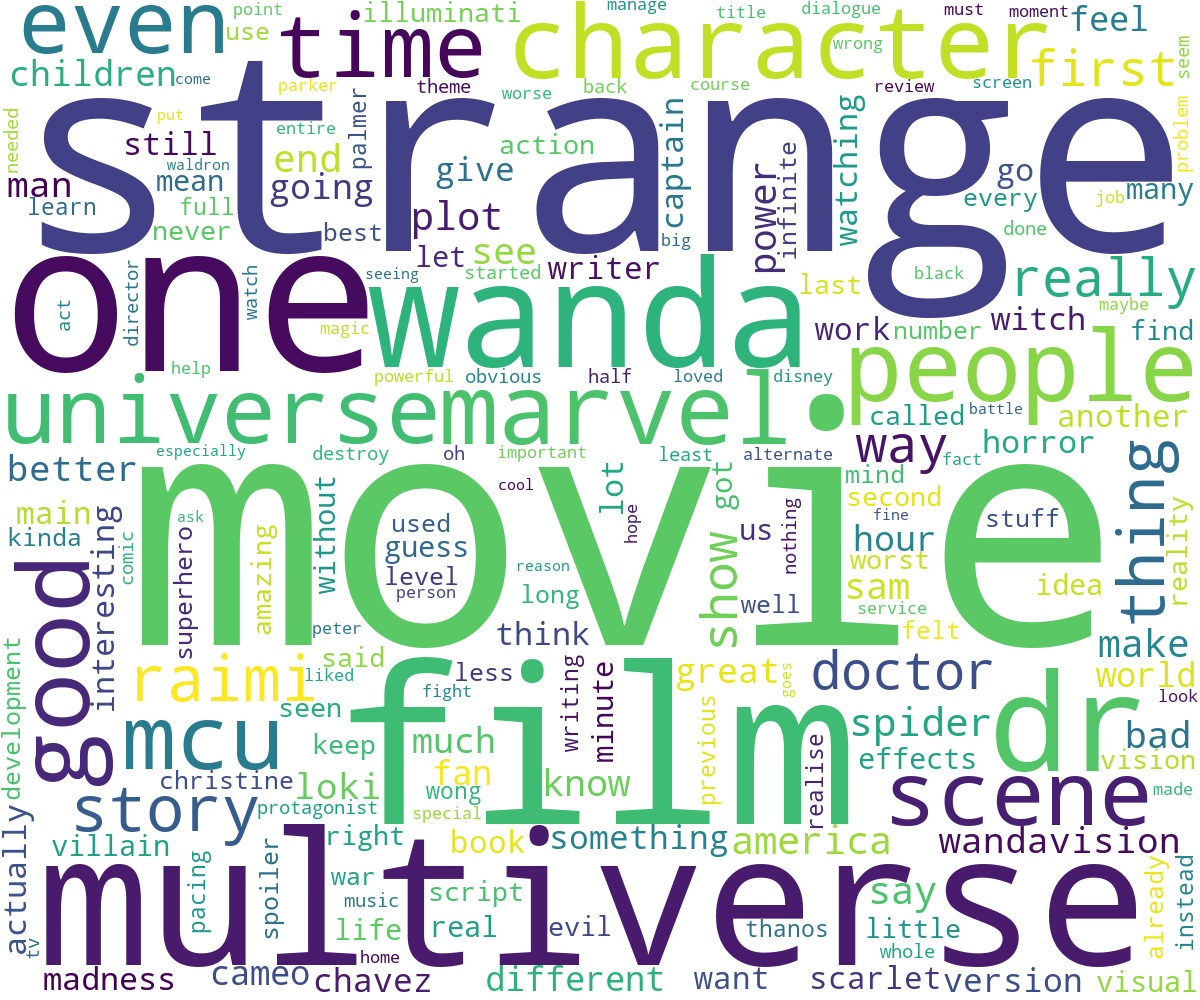 even
use
point
time
illuminati
manage
character
title
dialogue
wrong
must
moment
feel
seem
children
come
parker
theme
worse
back
course
review
screen
first
strange
needed
put
entire
palmer
still
waldron
man
mean
end
going
action
give
captain
power
infinite
watching
go
every
many
job
problem
learn
full
never
best
plot
let
see
big
done
one
act
director
watch
seeing
magic
started
writer
wanda
last
black
really
maybe
work
number
witch
find
help
powerful
obvious
half
loved
disney
people
universe
marvel
called
battle
another
especially
destroy
oh
important
least
alternate
way
fact
horror
better
movie
cool
lot
got
mind
thing
main
kinda
interesting
comic
ask
amazing
without
used
guess
level
person
reason
hope
show
us
nothing
second
fine
stuff
hour
worst
reality
good
superhero
peter
long
think
well
sam
service
idea
felt
make
development
raimi
said
liked
less
fight
writing
minute
great
goes
doctor
world
look
film
dr
mcu
seen
keep
much
fan
know
previous
realise
spider
effects
bad
vision
christine
loki
wong
special
scene
made
story
protagonist
right
book
something
america
wandavision
actually
villain
pacing
spoiler
multiverse
war
music
script
say
already
instead
tv
life
real
evil
thanos
little
whole
home
madness
cameo
chavez
different
want
scarlet
version
visual